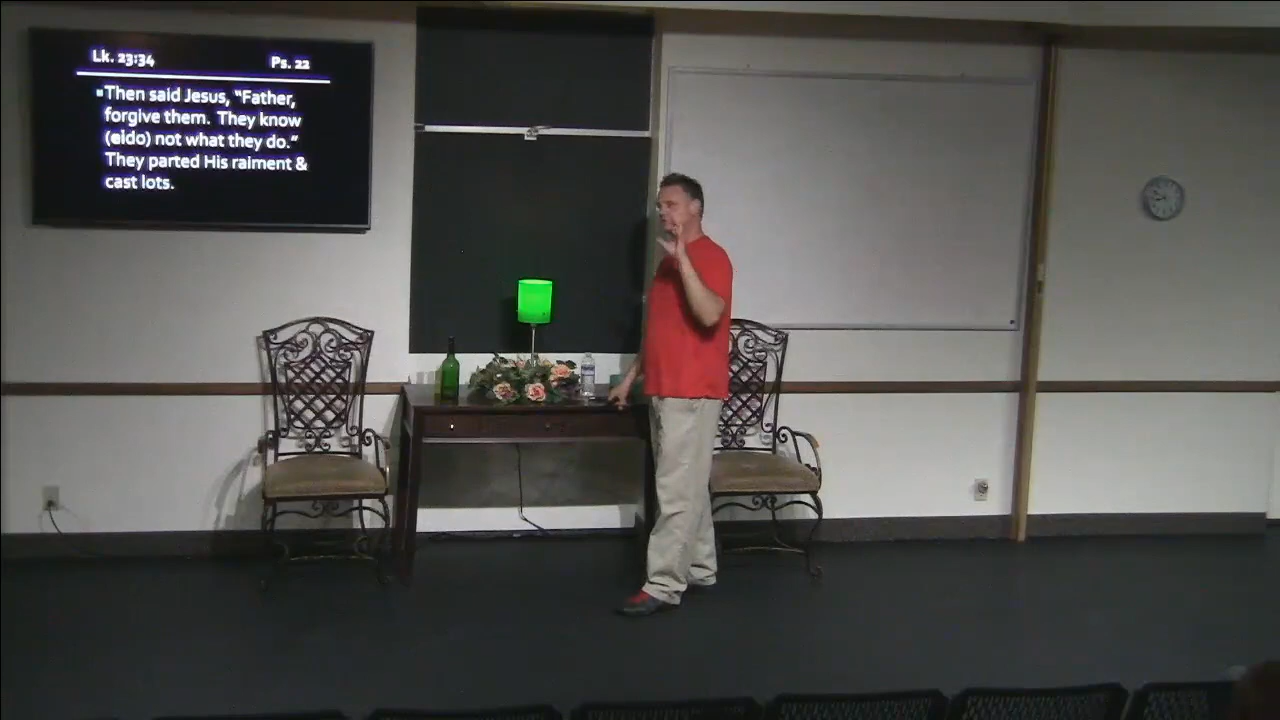 Lk. 23:34 Ps. 22
▪Then said Jesus, “Father,
forgive them. They know
(eido) not what they do.”
They parted His raiment &
cast lots.